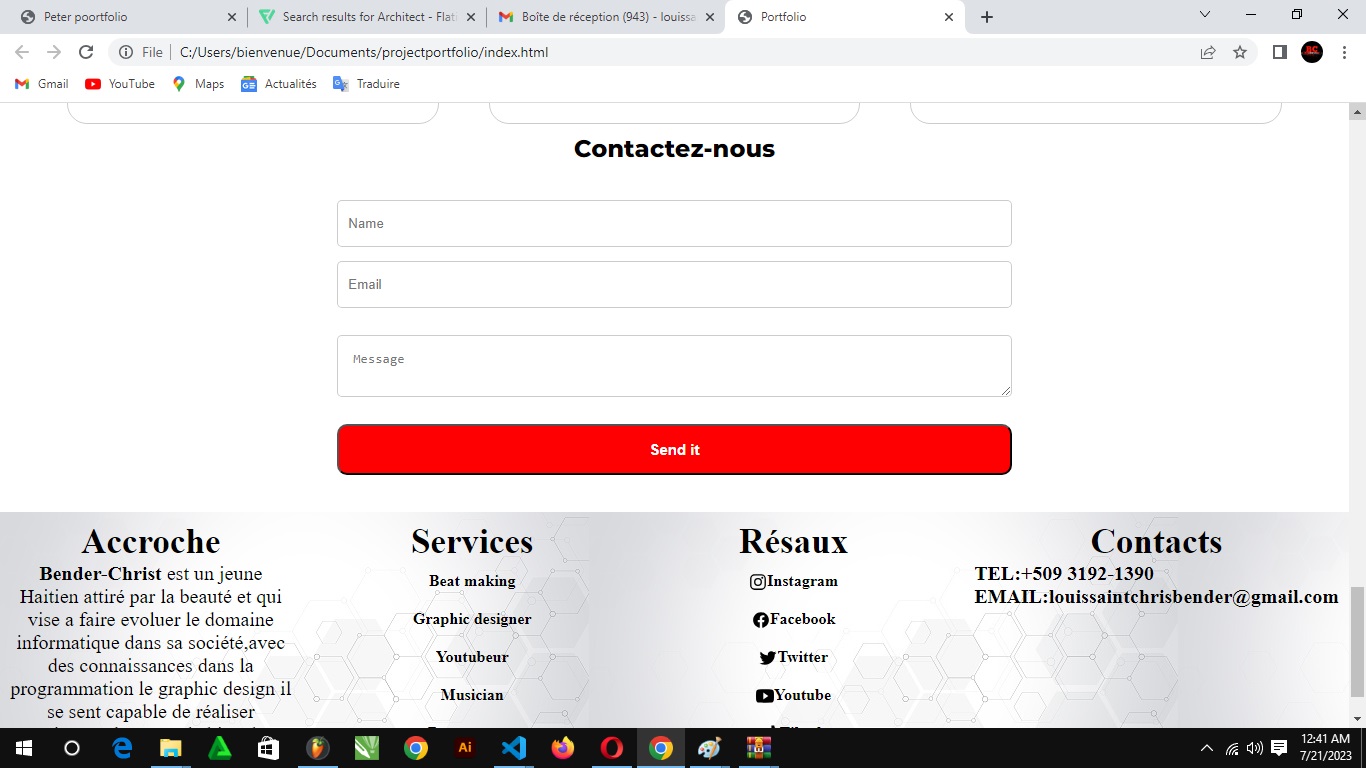 Peter poortfolio
Search results for Architect - Flati
Boîte de réception (943) - louissa
Portfolio
File
C:/Users/bienvenue/Documents/projectportfolio/index.html
Gmail
YouTube
Maps
Actualités
Traduire
Contactez-nous
Name
Email
Message
Send it
Accroche
Bender-Christ est un jeune
Haitien attiré par la beauté et qui
vise a faire evoluer le domaine
informatique dans sa société,avec
des connaissances dans la
programmation le graphic design il
se sent capable de réaliser
Services
Beat making
Graphic designer
Youtubeur
Musician
Résaux
Instagram
Facebook
Twitter
Youtube
Contacts
TEL:+509 3192-1390
EMAIL:louissaintchrisbender@gmail.com
Ai
12:41 AM
7/21/2023